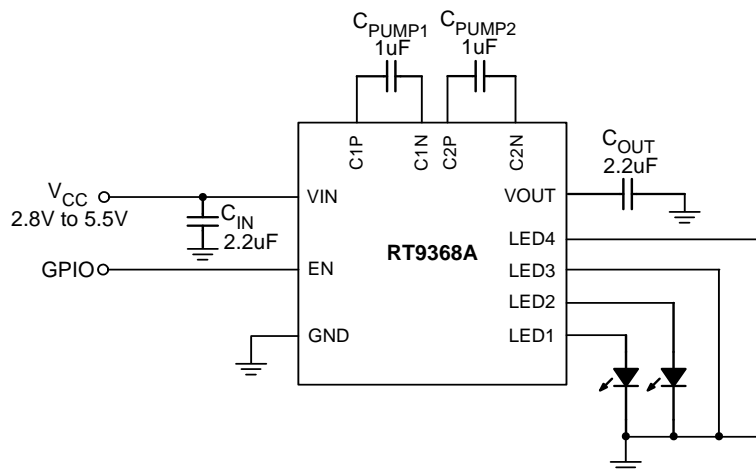 CPUMP1
1uF
CPUMP2
1uF
C1P
C1N
C2P
C2N
COUT
2.2uF
VCC
2.8V to 5.5V
VIN
CIN
2.2uF
VOUT
LED4
GPIO
EN
RT9368A
LED3
LED2
GND
LED1